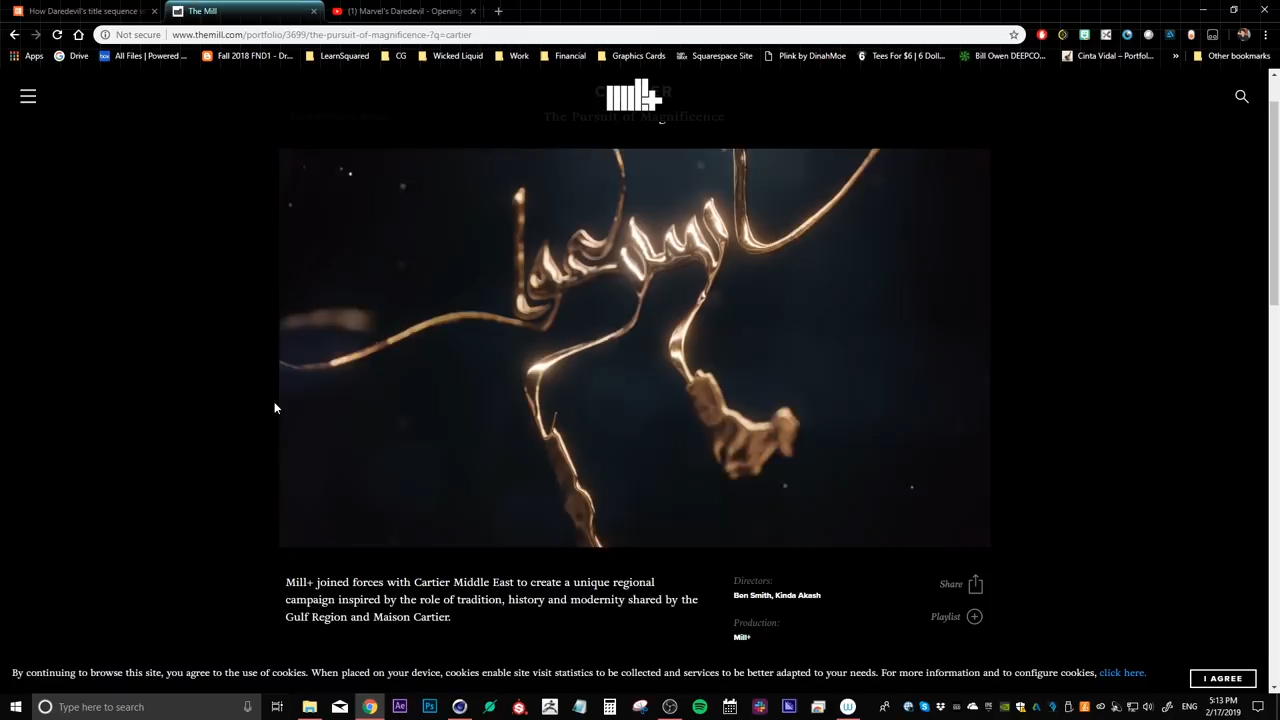 How Daredevil's title sequence w
The Mill
(1) Marvel's Daredevil - Opening
Not secure
www.themill.com/portfolio/3699/the-pursuit-of-magnificence-?q=cartier
Apps
Drive
All Files | Powered ...
Fall 2018 FND1 - Dr...
LearnSquared
CG
Wicked Liquid
Work
Financial
Graphics Cards
Squarespace Site
Plink by DinahMoe
Tees For $6 | 6 Doll...
Bill Owen DEEPCO...
Cinta Vidal – Portfol...
»
Other bookmarks
The Pursuit of Magnificence
Mill+ joined forces with Cartier Middle East to create a unique regional
campaign inspired by the role of tradition, history and modernity shared by the
Gulf Region and Maison Cartier.
Directors:
Ben Smith, Kinda Akash
Production:
Mill+
Share
Playlist
By continuing to browse this site, you agree to the use of cookies. When placed on your device, cookies enable site visit statistics to be collected and services to be better adapted to your needs. For more information and to configure cookies, click here.
I AGREE
Type here to search
Ae
Ps
ENG
5:13 PM
2/17/2019